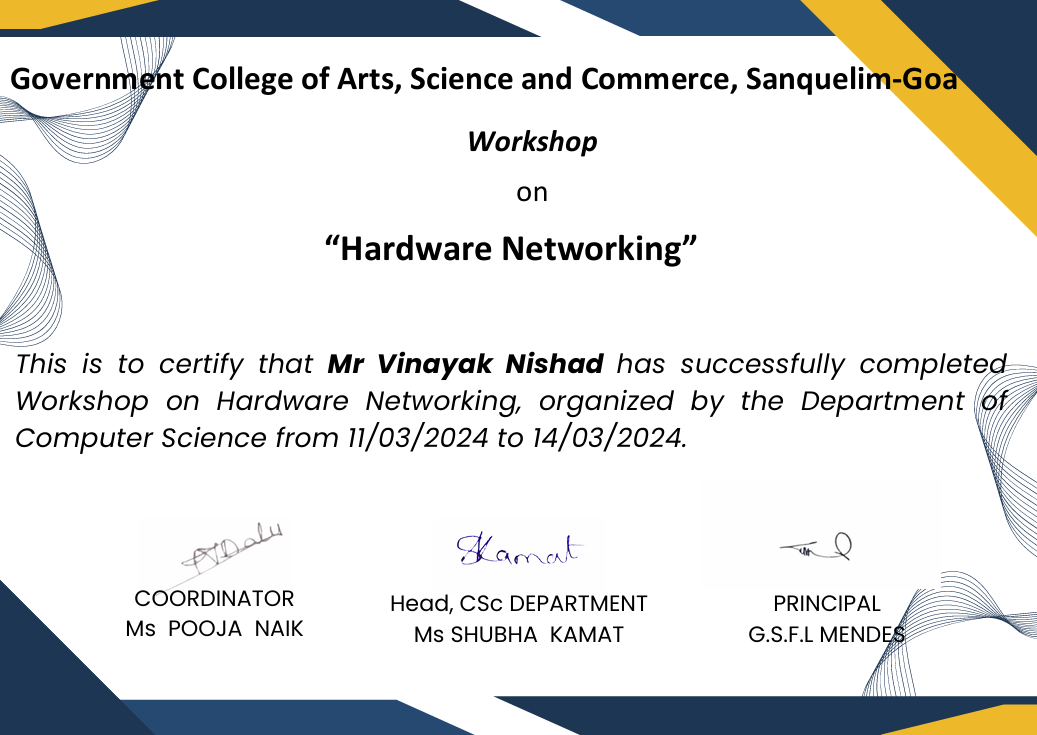 Government College of Arts, Science and Commerce, Sanquelim-Goa
Workshop
on
“Hardware Networking”
This is to certify that Mr Vinayak Nishad has successfully completed
Workshop on Hardware Networking, organized by the Department of
Computer Science from 11/03/2024 to 14/03/2024.
SKamat
COORDINATOR
Ms POOJA NAIK
Head, CSc DEPARTMENT
Ms SHUBHA KAMAT
PRINCIPAL
G.S.F.L MENDES